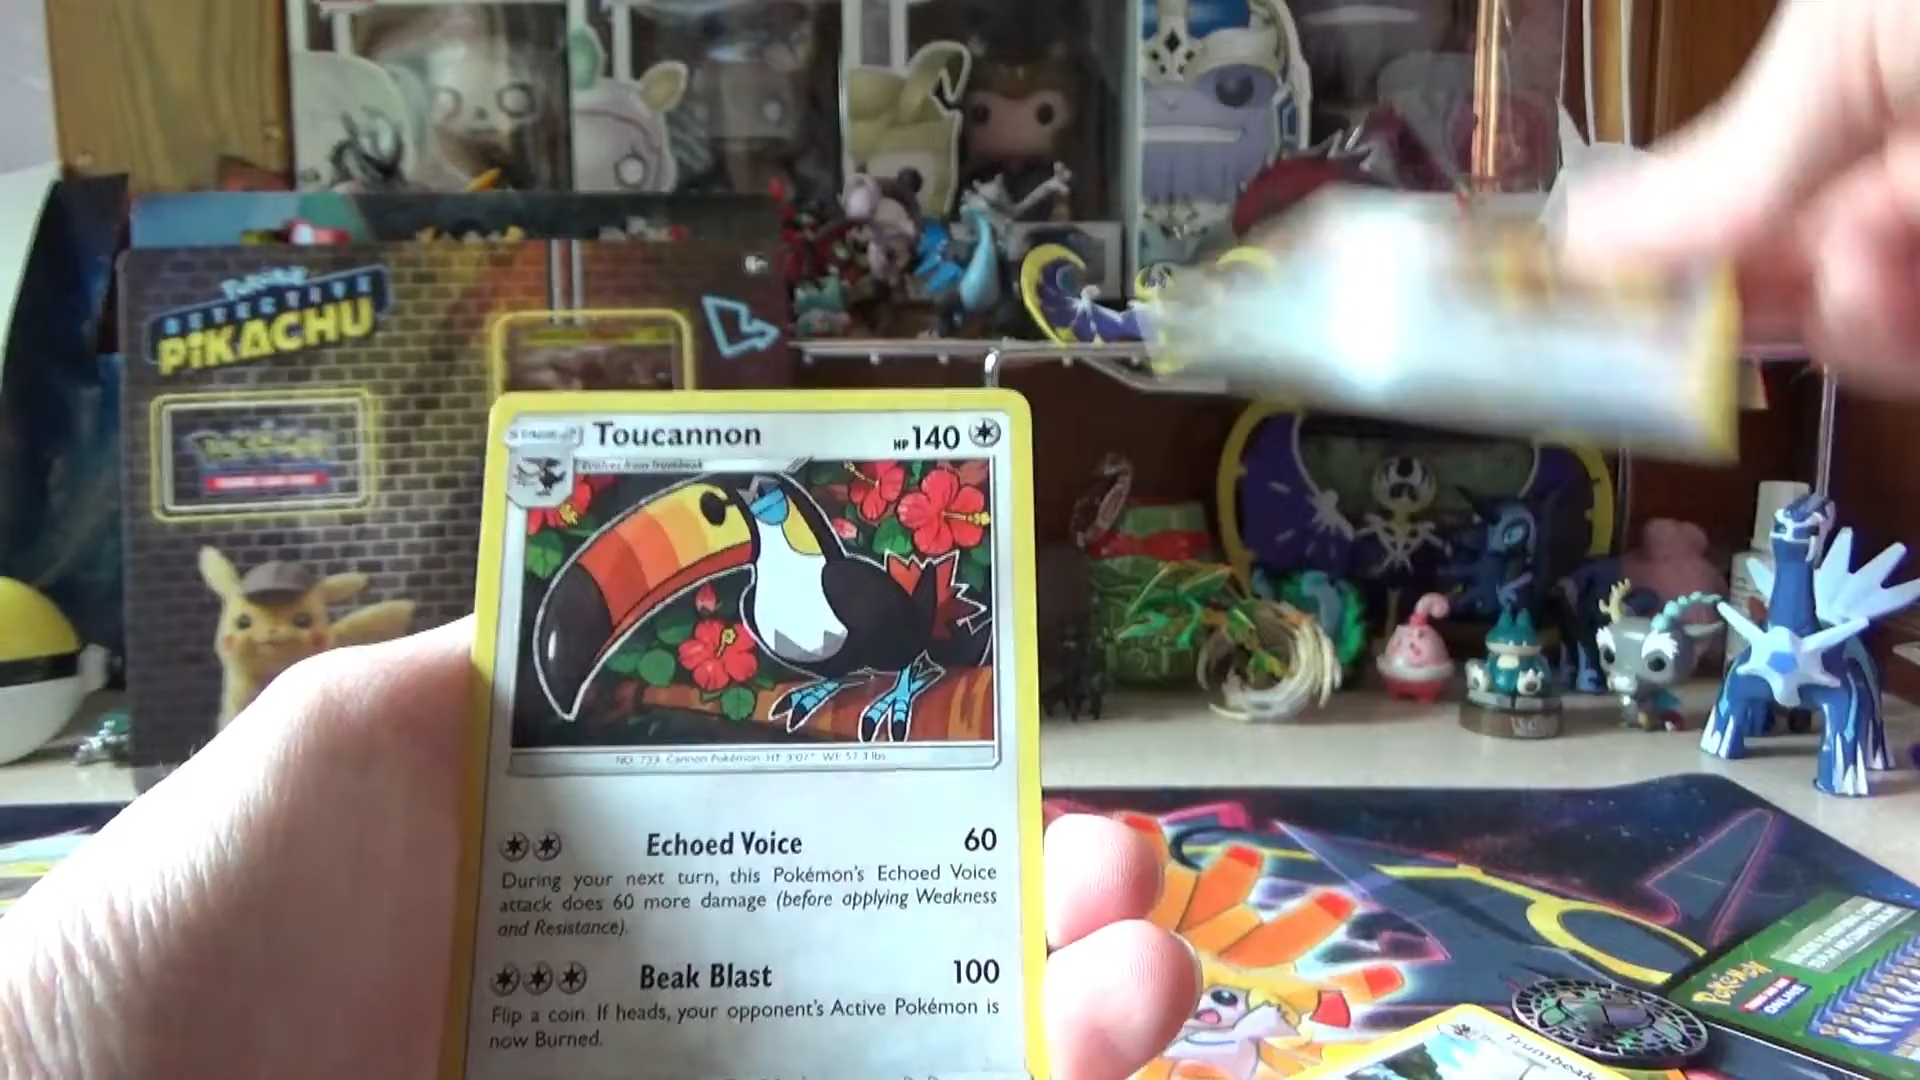 DETECTIVE
PIKACHU
Toucannon
HP 140
Evolves from Trumbeak
NO. 733 Cannon Pokémon HT: 3'07" WT: 57.3 lbs
Echoed Voice 60
During your next turn, this Pokémon's Echoed Voice
attack does 60 more damage (before applying Weakness
and Resistance).
Beak Blast 100
Flip a coin. If heads, your opponent's Active Pokémon is
now Burned.
Pokémon
Trumbeak